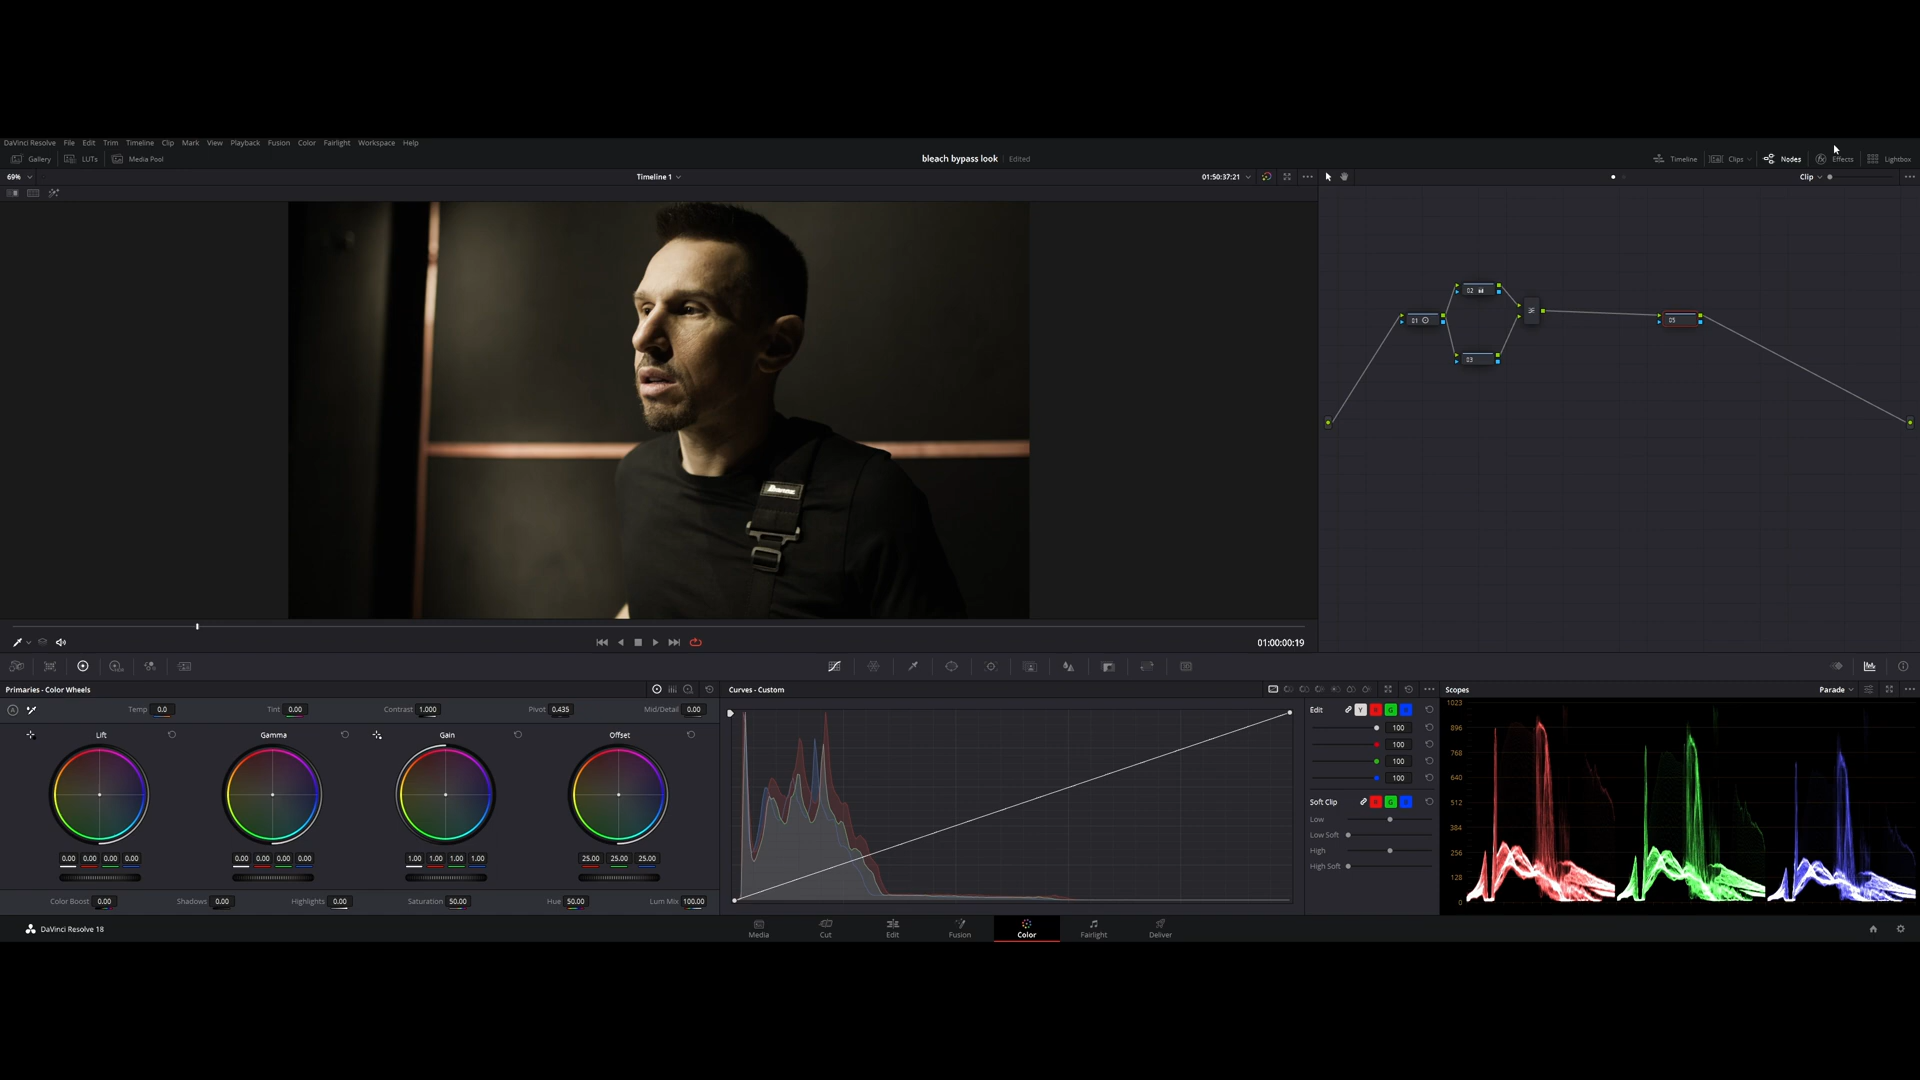 DaVinci Resolve File Edit Trim Timeline Clip Mark View Playback Fusion Color Fairlight Workspace Help
Gallery LUTs Media Pool bleach bypass look Edited Timeline Clips Nodes Effects Lightbox
69% Timeline 1 01:50:37:21 Clip
02
01
05
03
Ibanez
01:00:00:19
Primaries - Color Wheels Curves - Custom Scopes Parade
Temp 0.0 Tint 0.00 Contrast 1.000 Pivot 0.435 Mid/Detail 0.00
Lift Gamma Gain Offset
0.00 0.00 0.00 0.00 0.00 0.00 0.00 0.00 1.00 1.00 1.00 1.00 25.00 25.00 25.00
Color Boost 0.00 Shadows 0.00 Highlights 0.00 Saturation 50.00 Hue 50.00 Lum Mix 100.00
Edit Y R G B
100
100
100
100
Soft Clip R G B
Low
Low Soft
High
High Soft
1023
896
768
640
512
384
256
128
0
DaVinci Resolve 18
Media Cut Edit Fusion Color Fairlight Deliver